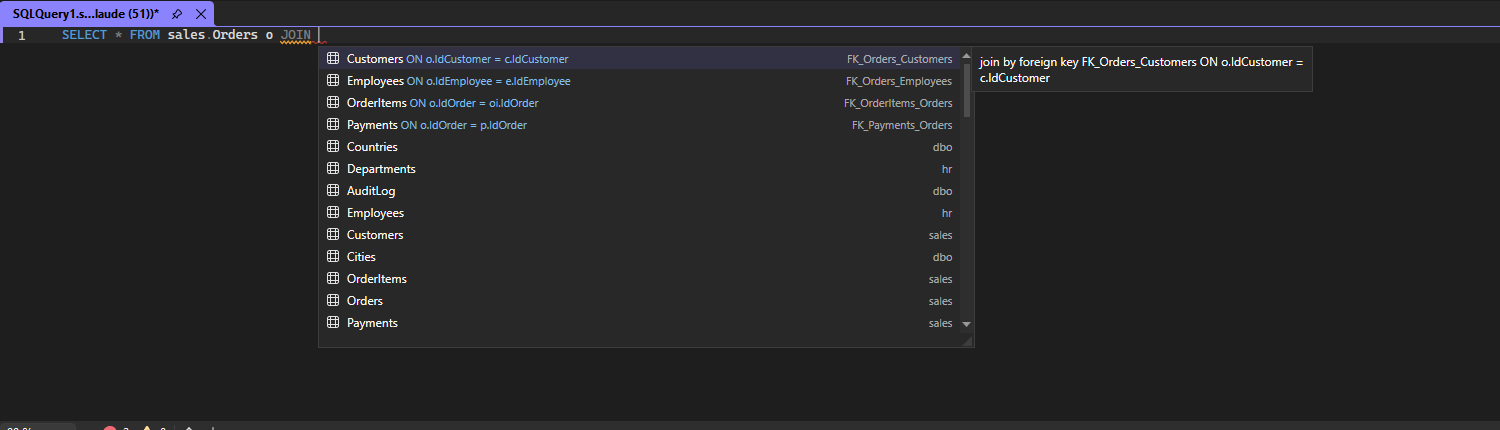 SQLQuery1.s...laude (51))*
1 SELECT * FROM sales.Orders o JOIN
Customers ON o.IdCustomer = c.IdCustomer FK_Orders_Customers
Employees ON o.IdEmployee = e.IdEmployee FK_Orders_Employees
OrderItems ON o.IdOrder = oi.IdOrder FK_OrderItems_Orders
Payments ON o.IdOrder = p.IdOrder FK_Payments_Orders
Countries dbo
Departments hr
AuditLog dbo
Employees hr
Customers sales
Cities dbo
OrderItems sales
Orders sales
Payments sales
join by foreign key FK_Orders_Customers ON o.IdCustomer =
c.IdCustomer